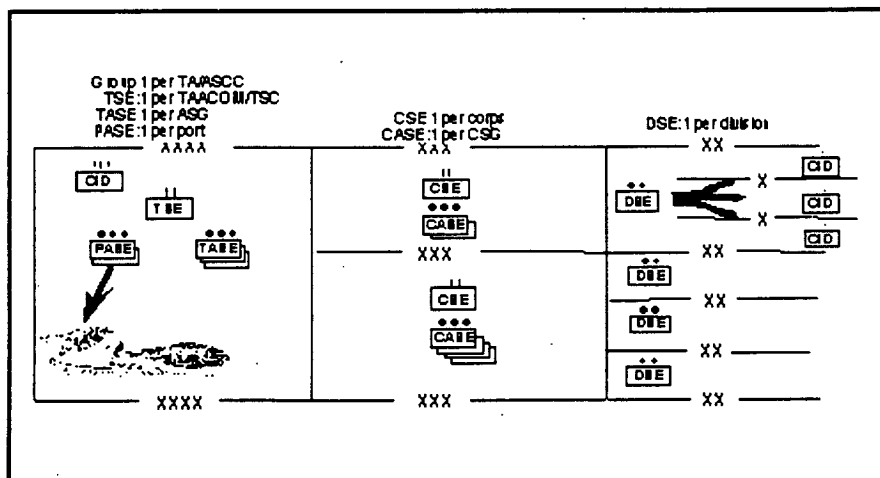 Group 1 per TA/ASCC
TSE: 1 per TAACOM/TSC
TASE 1 per ASG
PASE: 1 per port
CSE 1 per corps
CASE: 1 per CSG
DSE: 1 per division
XXXX
XXX
XX
CID
CID
X
TSE
CSE
DSE
CASE
CID
X
PASE
TASE
CID
XXX
XX
DSE
CSE
XX
DSE
CASE
XX
DSE
XXXX
XXX
XX